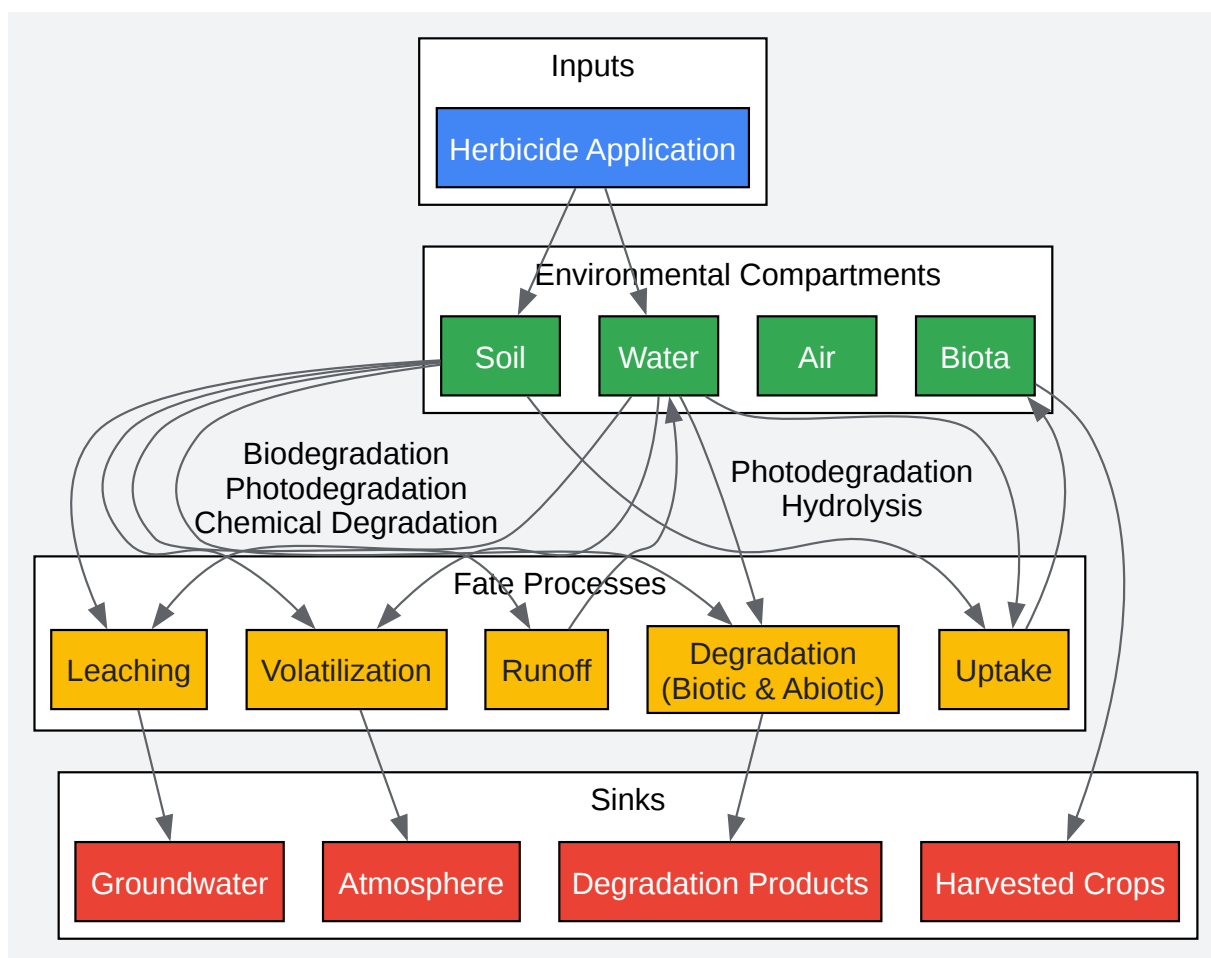 Inputs
Herbicide Application
Environmental Compartments
Soil
Water
Air
Biota
Biodegradation
Photodegradation
Chemical Degradation
Photodegradation
Hydrolysis
Fate Processes
Leaching
Volatilization
Runoff
Degradation
(Biotic & Abiotic)
Uptake
Sinks
Groundwater
Atmosphere
Degradation Products
Harvested Crops